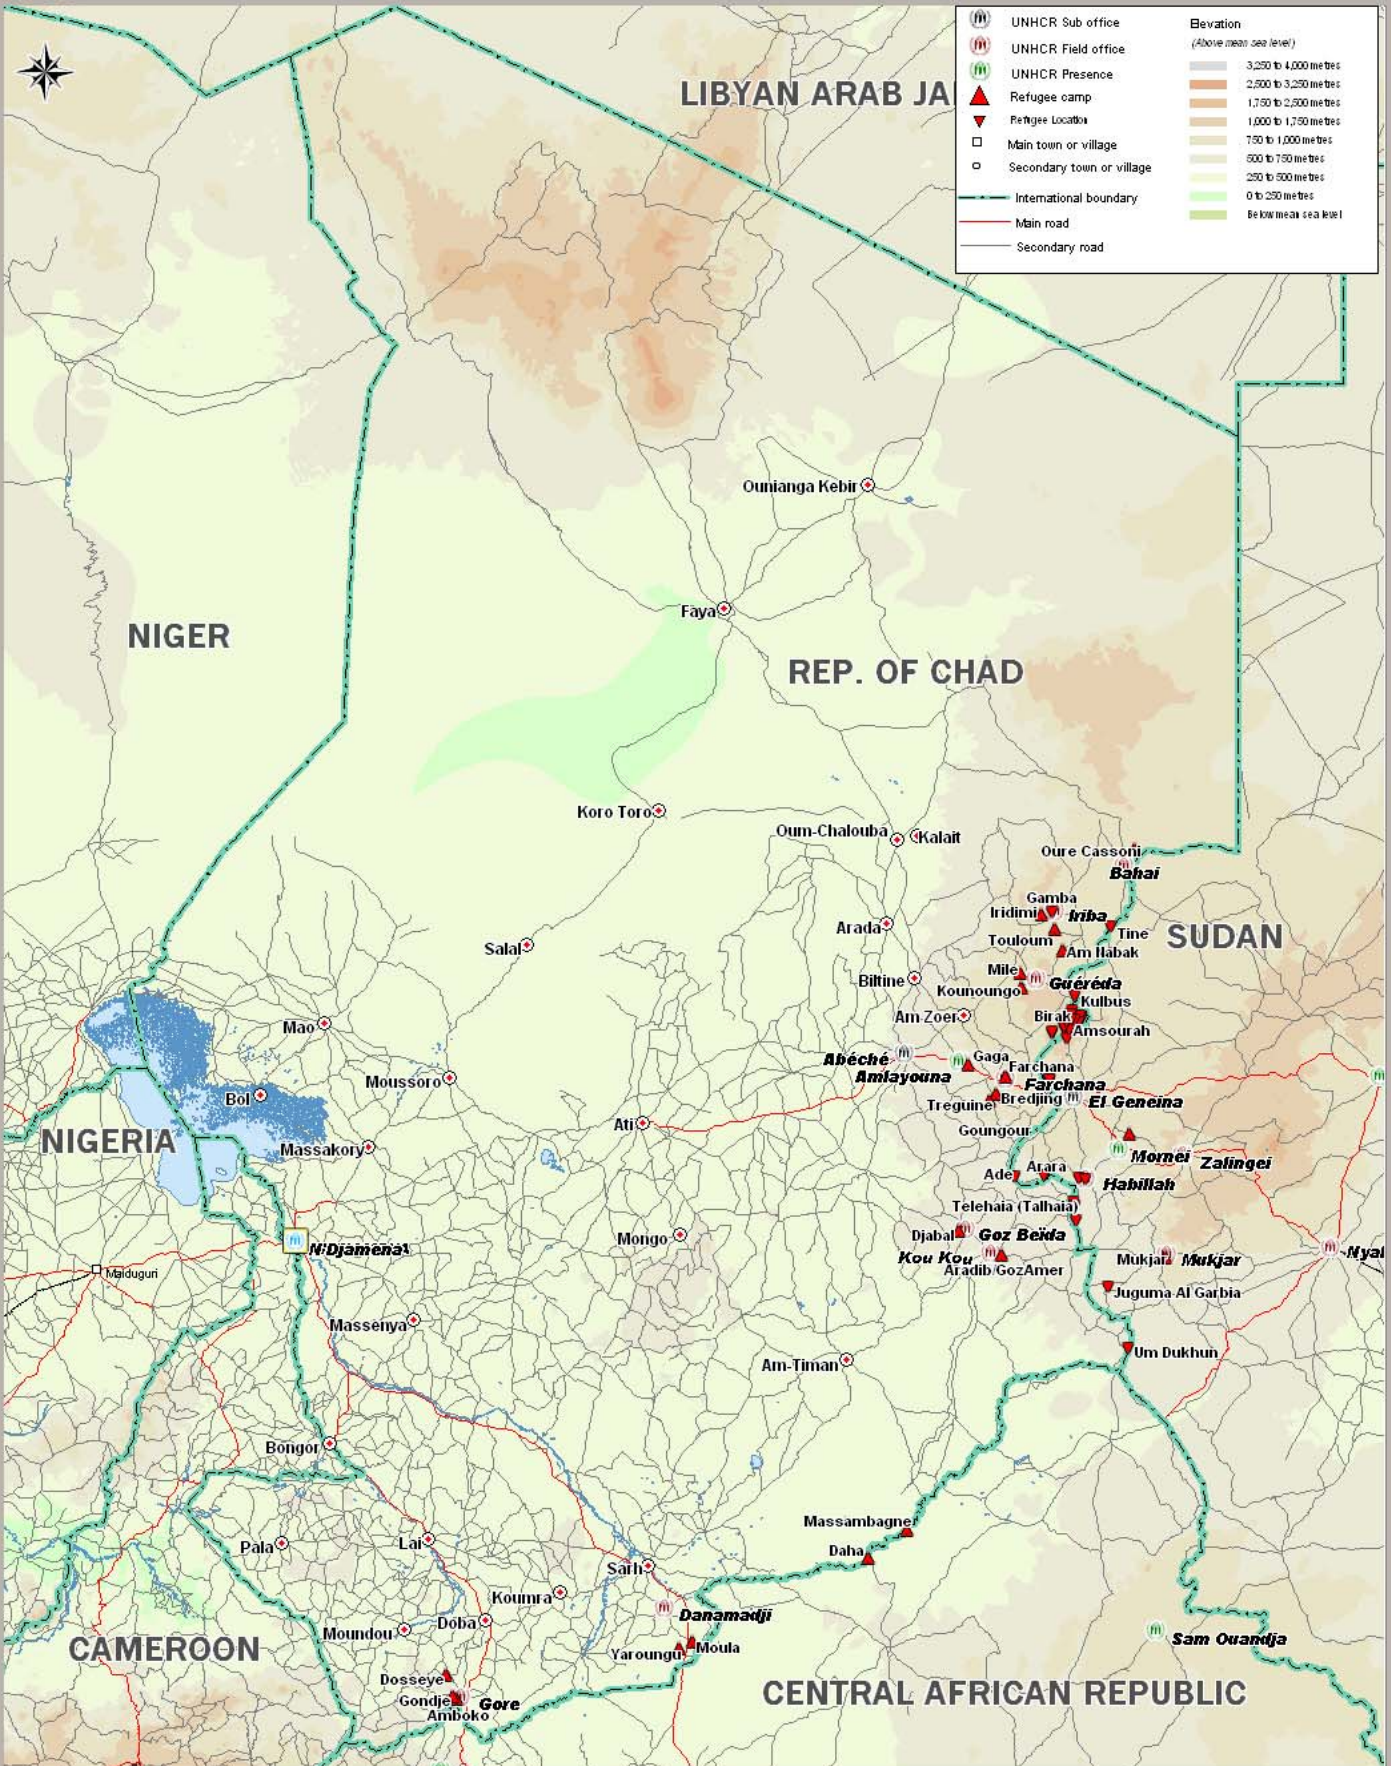 LIBYAN ARAB JA
UNHCR Sub office
UNHCR Field office
UNHCR Presence
Refugee camp
Refugee Location
Main town or village
Secondary town or village
International boundary
Main road
Secondary road
Elevation
(Above mean sea level)
3,250 to 4,000 metres
2,500 to 3,250 metres
1,750 to 2,500 metres
1,000 to 1,750 metres
750 to 1,000 metres
500 to 750 metres
250 to 500 metres
0 to 250 metres
Below mean sea level
Ounianga Kebir
Faya
NIGER
REP. OF CHAD
Koro Toro
Oum-Chalouba
Kalait
Oure Cassoni
Bahai
Gamba
Iridimi
Iriba
Arada
Tine
SUDAN
Touloum
Salal
Am Nabak
Mile
Biltine
Guéréda
Kounoungo
Kulbus
Am Zoer
Birak
Mao
Amsourah
Abéché
Gaga
Farchana
Amlayouna
Moussoro
Farchana
Bol
Bredjing
El Geneina
Treguine
Ati
Goungour
NIGERIA
Massakory
Mornei
Zalingei
Ade
Arara
Habillah
Telehaia (Talhaia)
Djabal
Goz Beïda
Mongo
N'Djamena
Kou Kou
Mukjar
Mukjar
Nyal
Aradib/GozAmer
Maiduguri
Juguma Al Garbia
Massenya
Um Dukhun
Am-Timan
Bongor
Massambagne
Pala
Lai
Daha
Sarh
Koumra
Danamadji
Doba
Moundou
Sam Ouandja
CAMEROON
Yaroungu
Moula
Dosseye
CENTRAL AFRICAN REPUBLIC
Gondje
Gore
Amboko